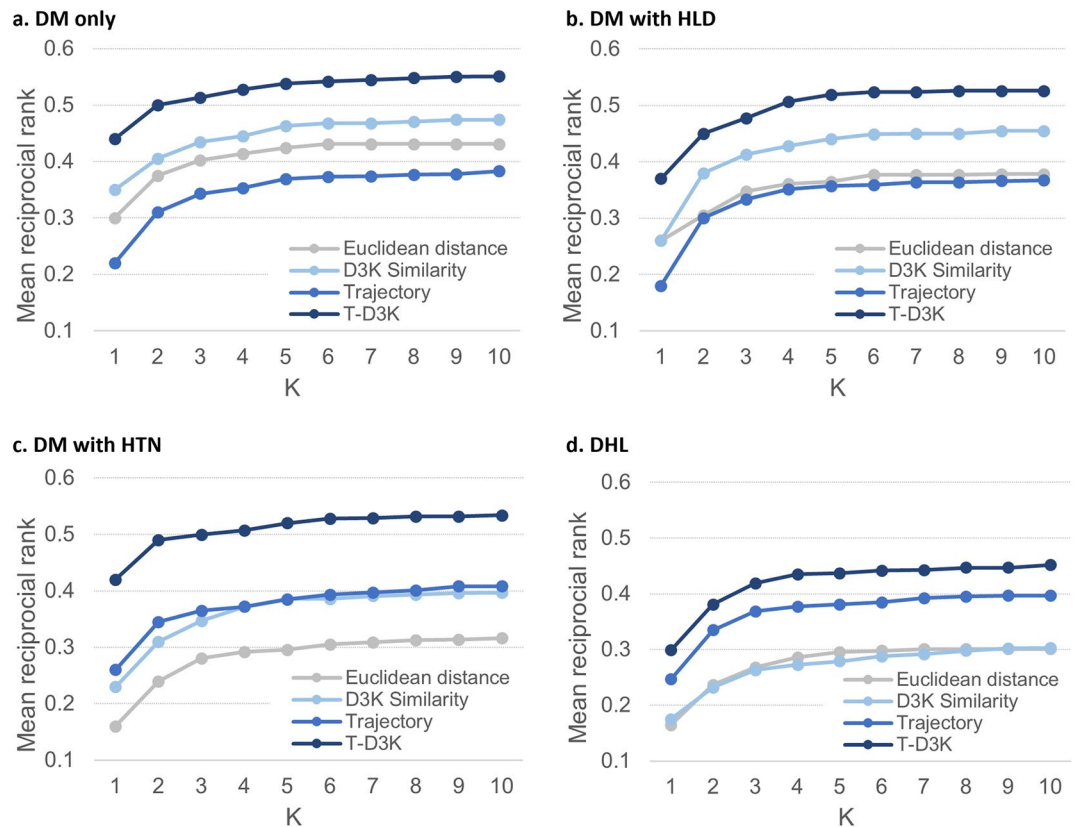 a. DM only
Mean reciprocial rank
0.6
0.5
0.4
0.3
0.2
0.1
Euclidean distance
D3K Similarity
Trajectory
T-D3K
1 2 3 4 5 6 7 8 9 10
K
b. DM with HLD
Mean reciprocial rank
0.6
0.5
0.4
0.3
0.2
0.1
Euclidean distance
D3K Similarity
Trajectory
T-D3K
1 2 3 4 5 6 7 8 9 10
K
c. DM with HTN
Mean reciprocial rank
0.6
0.5
0.4
0.3
0.2
0.1
Euclidean distance
D3K Similarity
Trajectory
T-D3K
1 2 3 4 5 6 7 8 9 10
K
d. DHL
Mean reciprocial rank
0.6
0.5
0.4
0.3
0.2
0.1
Euclidean distance
D3K Similarity
Trajectory
T-D3K
1 2 3 4 5 6 7 8 9 10
K